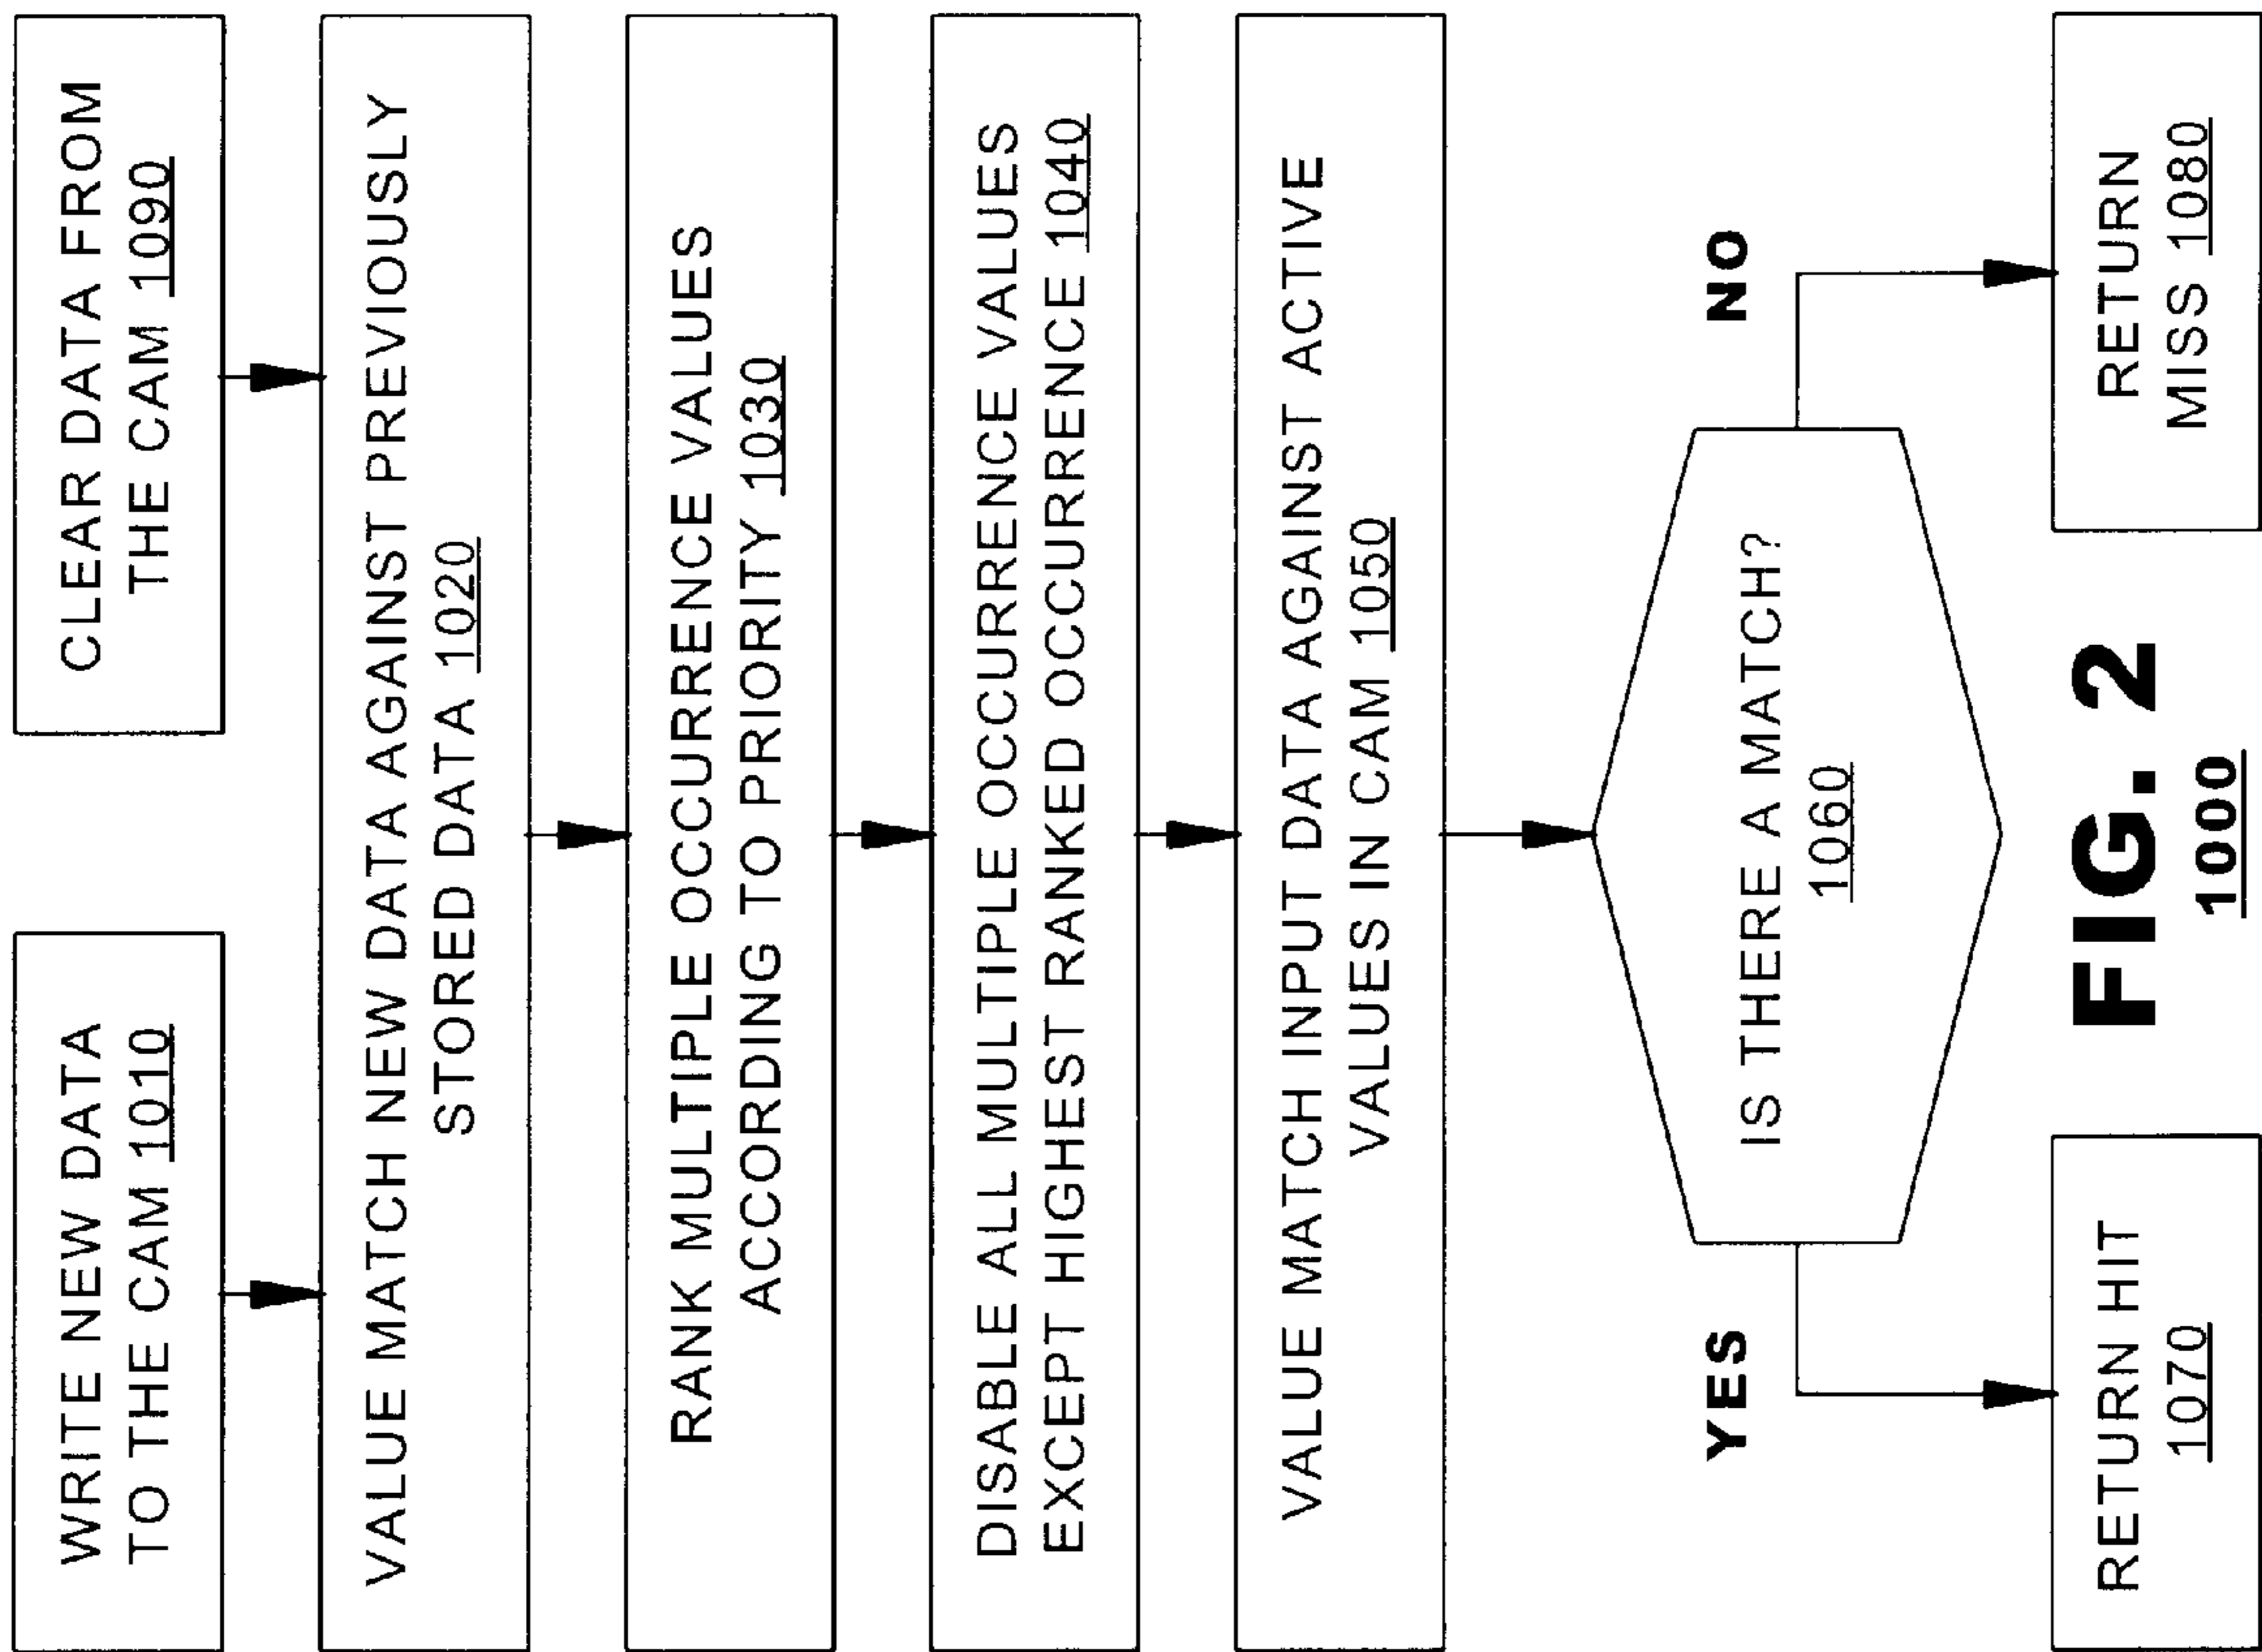 WRITE NEW DATA
TO THE CAM 1010
CLEAR DATA FROM
THE CAM 1090
VALUE MATCH NEW DATA AGAINST PREVIOUSLY
STORED DATA 1020
RANK MULTIPLE OCCURRENCE VALUES
ACCORDING TO PRIORITY 1030
DISABLE ALL MULTIPLE OCCURRENCE VALUES
EXCEPT HIGHEST RANKED OCCURRENCE 1040
VALUE MATCH INPUT DATA AGAINST ACTIVE
VALUES IN CAM 1050
IS THERE A MATCH?
1060
YES
NO
RETURN HIT
1070
RETURN
MISS 1080
FIG. 2
1000